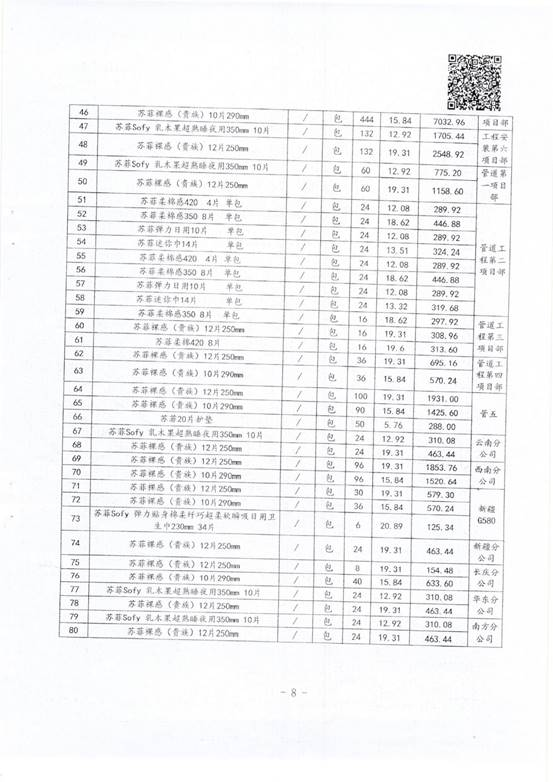 46 苏菲裸感(贵族)10片290mm / 包 444 15.84 7032.96 项目部
47 苏菲Sofy 乳木果超熟睡夜用350mm 10片 / 包 132 12.92 1705.44 工程安装第六项目部
48 苏菲裸感(贵族)12片250mm / 包 132 19.31 2548.92
49 苏菲Sofy 乳木果超熟睡夜用350mm 10片 / 包 60 12.92 775.20 管道第一项目部
50 苏菲裸感(贵族)12片250mm / 包 60 19.31 1158.60
51 苏菲柔棉感420 4片 单包 / 包 24 12.08 289.92 管道工程第二项目部
52 苏菲柔棉感350 8片 单包 / 包 24 18.62 446.88
53 苏菲弹力日用10片 单包 / 包 24 12.08 289.92
54 苏菲迷你巾14片 单包 / 包 24 13.51 324.24
55 苏菲柔棉感420 4片 单包 / 包 24 12.08 289.92
56 苏菲柔棉感350 8片 单包 / 包 24 18.62 446.88
57 苏菲弹力日用10片 单包 / 包 24 12.08 289.92
58 苏菲迷你巾14片 单包 / 包 24 13.32 319.68
59 苏菲柔棉感350 8片 单包 / 包 16 18.62 297.92 管道工程第三项目部
60 苏菲裸感(贵族)12片250mm / 包 16 19.31 308.96
61 苏菲柔棉420 8片 / 包 16 19.6 313.60
62 苏菲裸感(贵族)12片250mm / 包 36 19.31 695.16 管道工程第四项目部
63 苏菲裸感(贵族)10片290mm / 包 36 15.84 570.24
64 苏菲裸感(贵族)12片250mm / 包 100 19.31 1931.00 管五
65 苏菲裸感(贵族)10片290mm / 包 90 15.84 1425.60
66 苏菲20片护垫 / 包 50 5.76 288.00
67 苏菲Sofy 乳木果超熟睡夜用350mm 10片 / 包 24 12.92 310.08 云南分公司
68 苏菲裸感(贵族)12片250mm / 包 24 19.31 463.44
69 苏菲裸感(贵族)12片250mm / 包 96 19.31 1853.76 西南分公司
70 苏菲裸感(贵族)10片290mm / 包 96 15.84 1520.64
71 苏菲裸感(贵族)12片250mm / 包 30 19.31 579.30 新疆G580
72 苏菲裸感(贵族)10片290mm / 包 36 15.84 570.24
73 苏菲Sofy 弹力贴身棉柔纤巧超柔软瞬吸日用卫生巾230mm 34片 / 包 6 20.89 125.34
74 苏菲裸感(贵族)12片250mm / 包 24 19.31 463.44 新疆分公司
75 苏菲裸感(贵族)12片250mm / 包 8 19.31 154.48 长庆分公司
76 苏菲裸感(贵族)10片290mm / 包 40 15.84 633.60
77 苏菲Sofy 乳木果超熟睡夜用350mm 10片 / 包 24 12.92 310.08 华东分公司
78 苏菲裸感(贵族)12片250mm / 包 24 19.31 463.44
79 苏菲Sofy 乳木果超熟睡夜用350mm 10片 / 包 24 12.92 310.08 南方分公司
80 苏菲裸感(贵族)12片250mm / 包 24 19.31 463.44
- 8 -